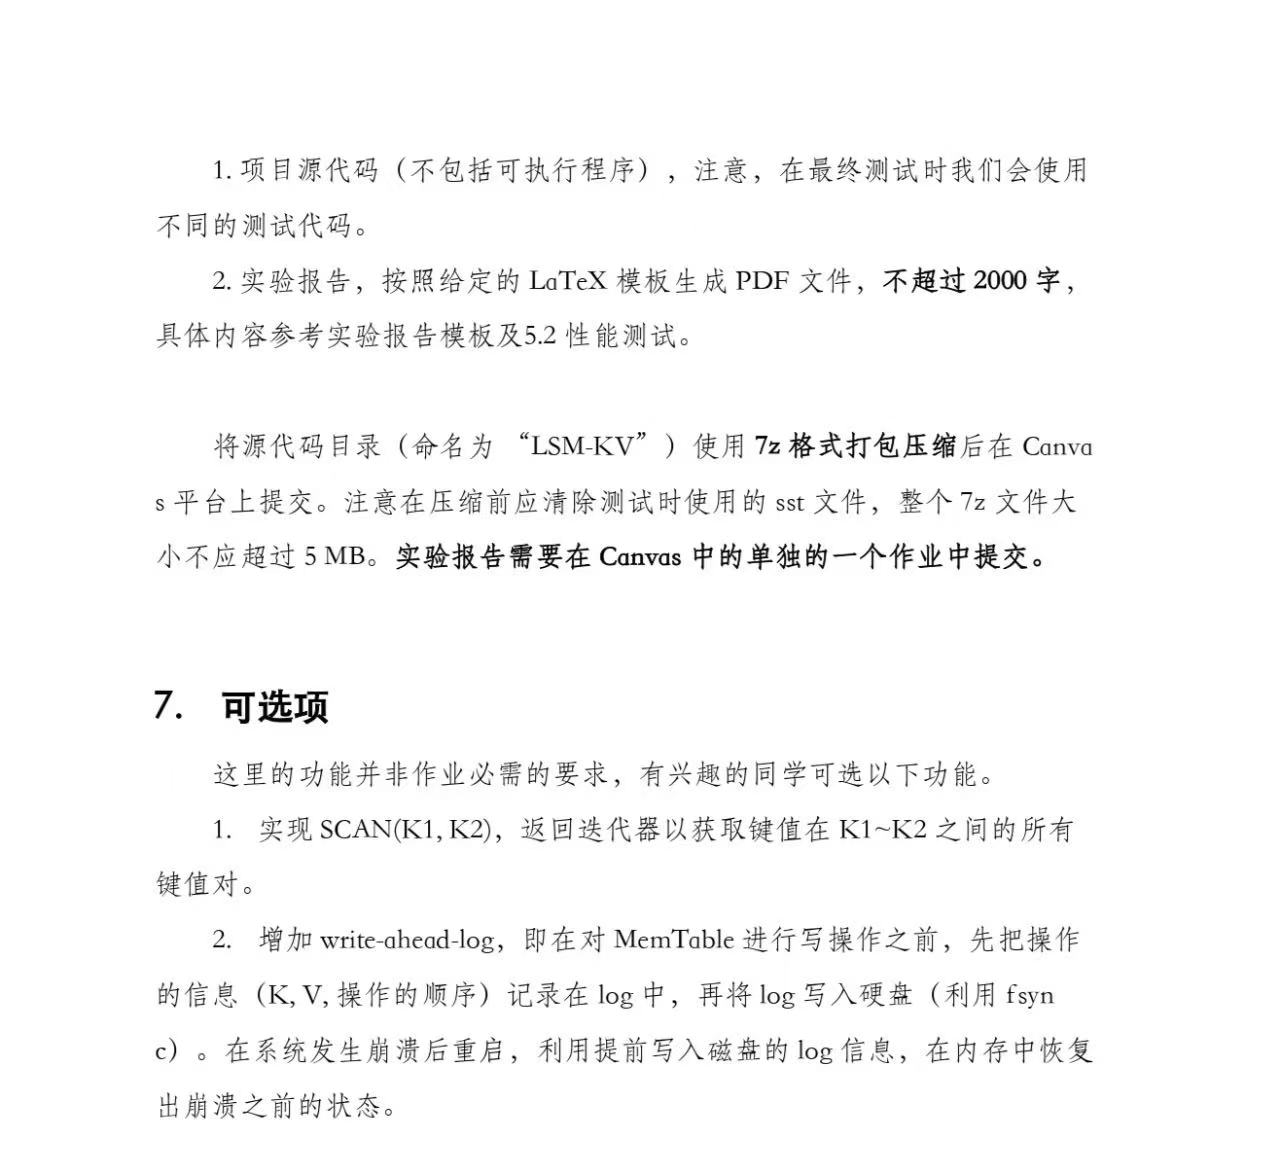 1. 项目源代码（不包括可执行程序），注意，在最终测试时我们会使用
不同的测试代码。
2. 实验报告，按照给定的 LaTeX 模板生成 PDF 文件，不超过 2000 字，
具体内容参考实验报告模板及5.2 性能测试。
将源代码目录（命名为 “LSM-KV”）使用 7z 格式打包压缩后在 Canva
s 平台上提交。注意在压缩前应清除测试时使用的 sst 文件，整个 7z 文件大
小不应超过 5 MB。实验报告需要在 Canvas 中的单独的一个作业中提交。
7. 可选项
这里的功能并非作业必需的要求，有兴趣的同学可选以下功能。
1. 实现 SCAN(K1, K2)，返回迭代器以获取键值在 K1~K2 之间的所有
键值对。
2. 增加 write-ahead-log，即在对 MemTable 进行写操作之前，先把操作
的信息（K, V, 操作的顺序）记录在 log 中，再将 log 写入硬盘（利用 fsyn
c）。在系统发生崩溃后重启，利用提前写入磁盘的 log 信息，在内存中恢复
出崩溃之前的状态。